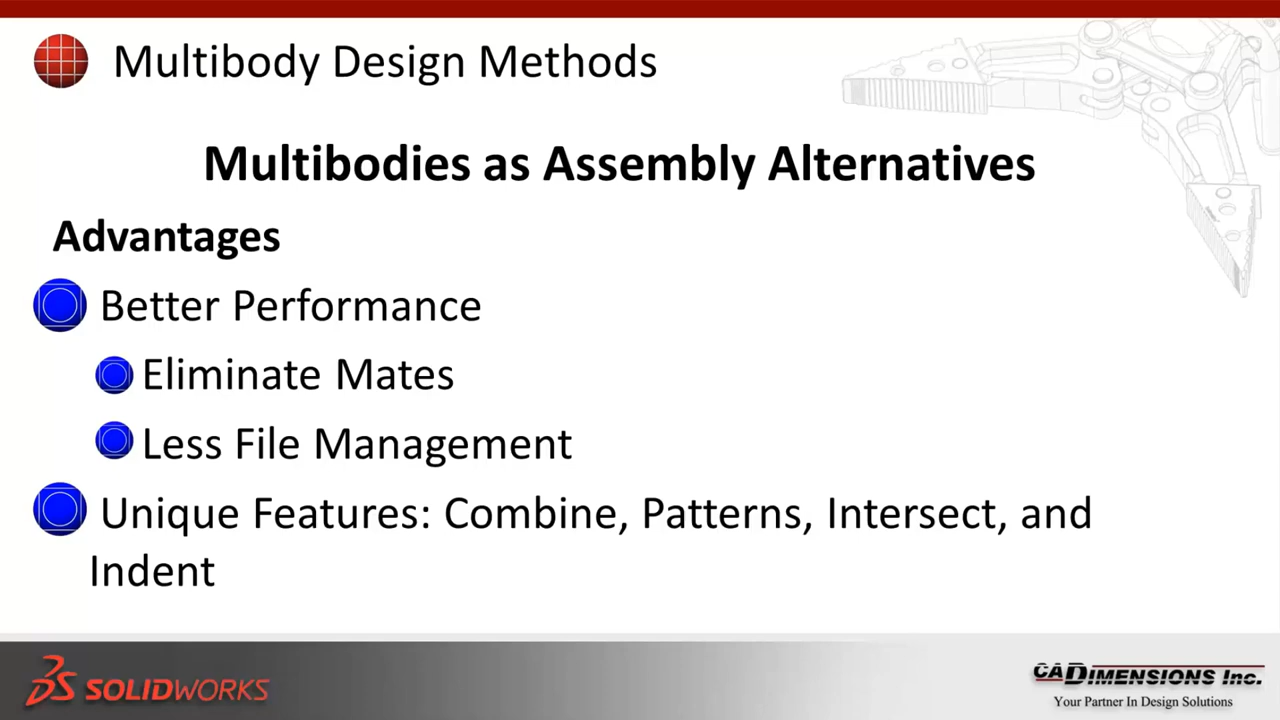 Multibody Design Methods
Multibodies as Assembly Alternatives
Advantages
Better Performance
Eliminate Mates
Less File Management
Unique Features: Combine, Patterns, Intersect, and
Indent
SOLIDWORKS
CADIMENSIONS Inc.
Your Partner In Design Solutions